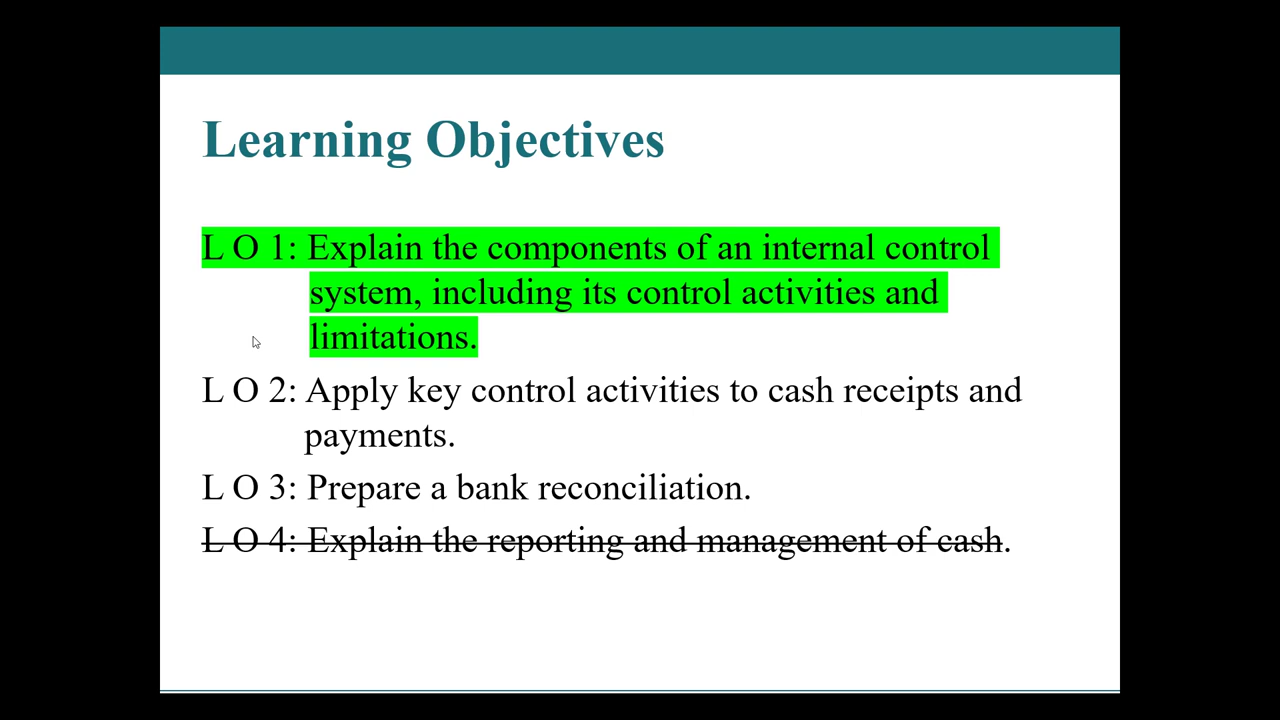 Learning Objectives
L O 1: Explain the components of an internal control
system, including its control activities and
limitations.
L O 2: Apply key control activities to cash receipts and
payments.
L O 3: Prepare a bank reconciliation.
L O 4: Explain the reporting and management of cash.